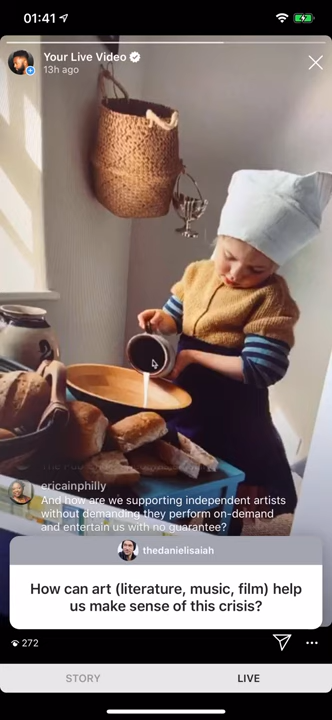 01:41
Your Live Video
13h ago
ericainphilly
And how are we supporting independent artists
without demanding they perform on-demand
and entertain us with no guarantee?
thedanielisaiah
How can art (literature, music, film) help
us make sense of this crisis?
272
STORY
LIVE